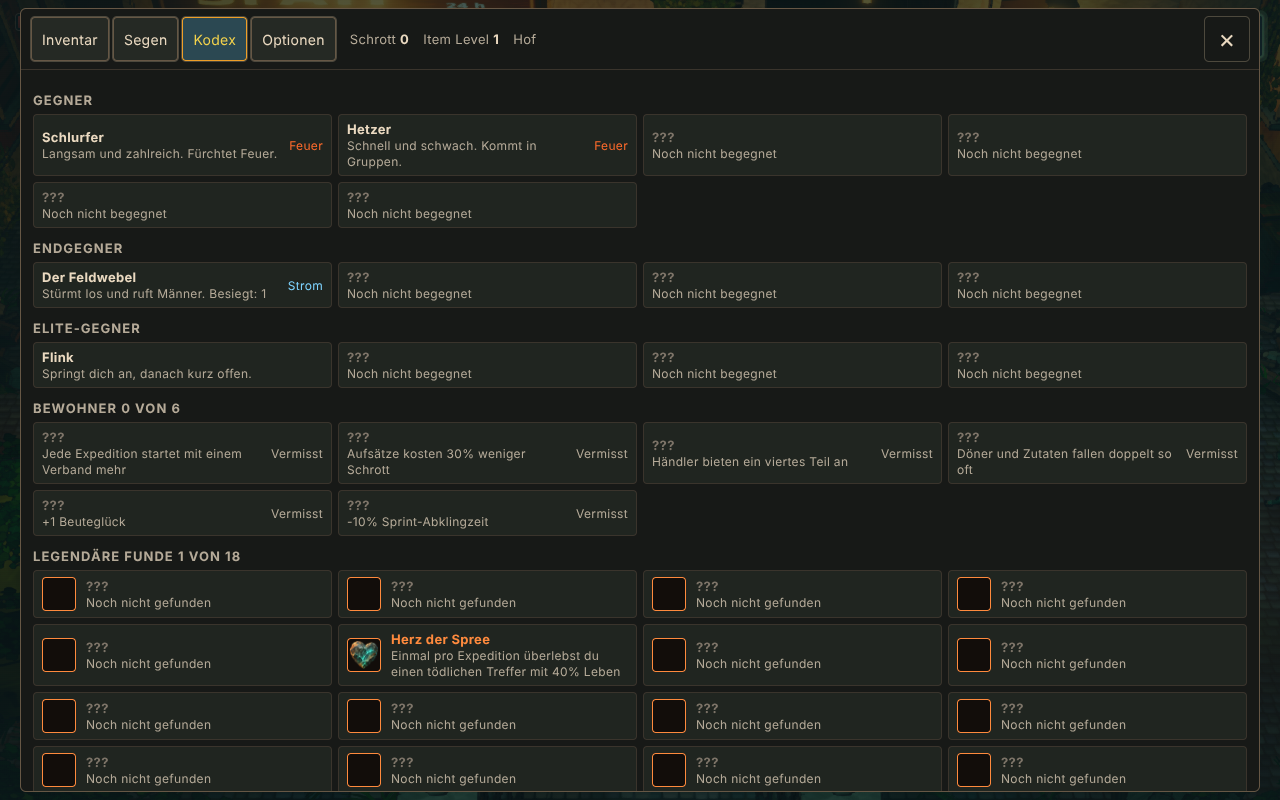 Inventar Segen Kodex Optionen Schrott 0 Item Level 1 Hof ✕
GEGNER
Schlurfer
Langsam und zahlreich. Fürchtet Feuer.
Feuer
Hetzer
Schnell und schwach. Kommt in
Gruppen.
Feuer
???
Noch nicht begegnet
???
Noch nicht begegnet
???
Noch nicht begegnet
???
Noch nicht begegnet
ENDGEGNER
Der Feldwebel
Stürmt los und ruft Männer. Besiegt: 1
Strom
???
Noch nicht begegnet
???
Noch nicht begegnet
???
Noch nicht begegnet
ELITE-GEGNER
Flink
Springt dich an, danach kurz offen.
???
Noch nicht begegnet
???
Noch nicht begegnet
???
Noch nicht begegnet
BEWOHNER 0 VON 6
???
Jede Expedition startet mit einem
Verband mehr
Vermisst
???
Aufsätze kosten 30% weniger
Schrott
Vermisst
???
Händler bieten ein viertes Teil an
Vermisst
???
Döner und Zutaten fallen doppelt so
oft
Vermisst
???
+1 Beuteglück
Vermisst
???
-10% Sprint-Abklingzeit
Vermisst
LEGENDÄRE FUNDE 1 VON 18
???
Noch nicht gefunden
???
Noch nicht gefunden
???
Noch nicht gefunden
???
Noch nicht gefunden
???
Noch nicht gefunden
Herz der Spree
Einmal pro Expedition überlebst du
einen tödlichen Treffer mit 40% Leben
???
Noch nicht gefunden
???
Noch nicht gefunden
???
Noch nicht gefunden
???
Noch nicht gefunden
???
Noch nicht gefunden
???
Noch nicht gefunden
???
Noch nicht gefunden
???
Noch nicht gefunden
???
Noch nicht gefunden
???
Noch nicht gefunden